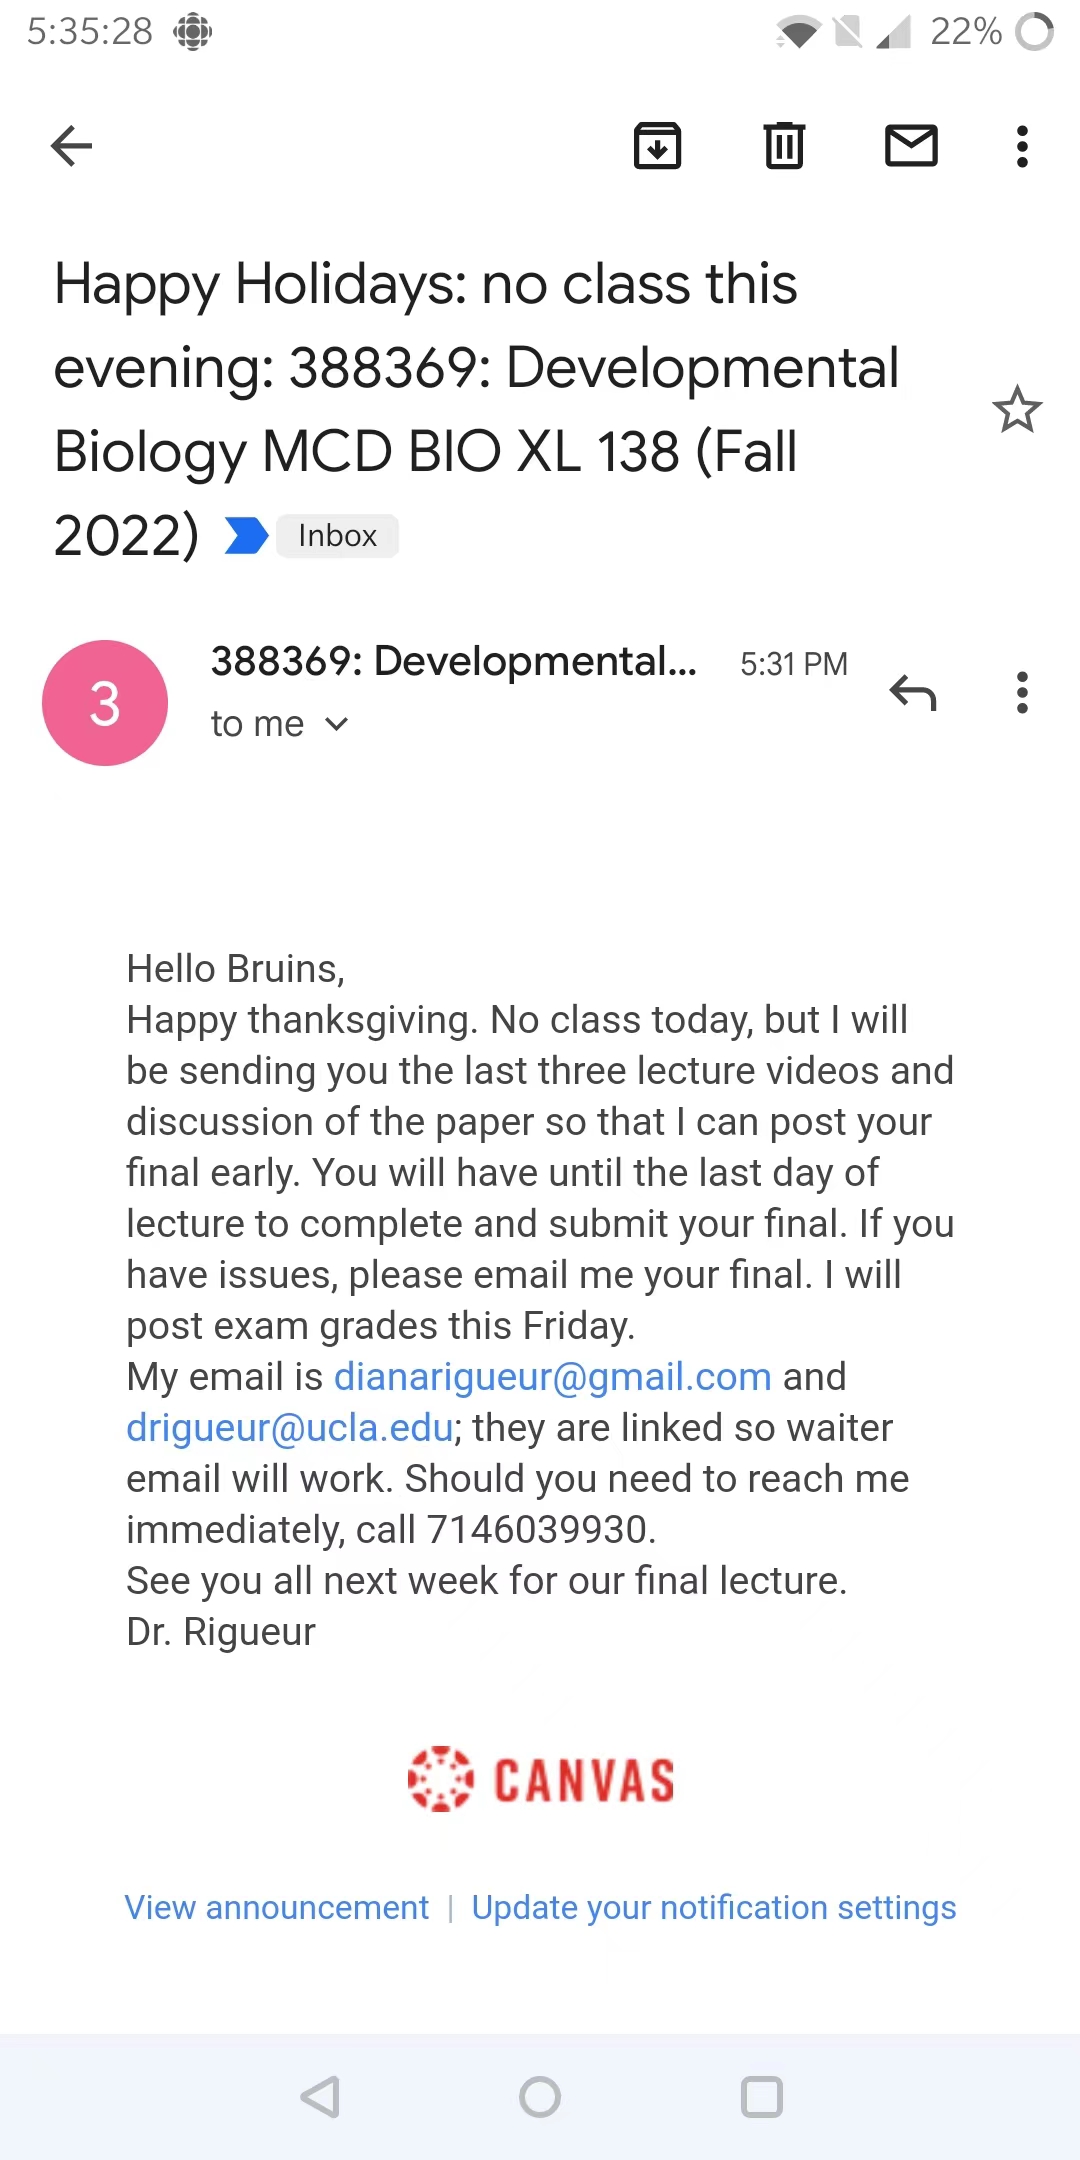 5:35:28
22%
Happy Holidays: no class this
evening: 388369: Developmental
Biology MCD BIO XL 138 (Fall
2022) Inbox
3
388369: Developmental... 5:31 PM
to me
Hello Bruins,
Happy thanksgiving. No class today, but I will
be sending you the last three lecture videos and
discussion of the paper so that I can post your
final early. You will have until the last day of
lecture to complete and submit your final. If you
have issues, please email me your final. I will
post exam grades this Friday.
My email is dianarigueur@gmail.com and
drigueur@ucla.edu; they are linked so waiter
email will work. Should you need to reach me
immediately, call 7146039930.
See you all next week for our final lecture.
Dr. Rigueur
CANVAS
View announcement | Update your notification settings